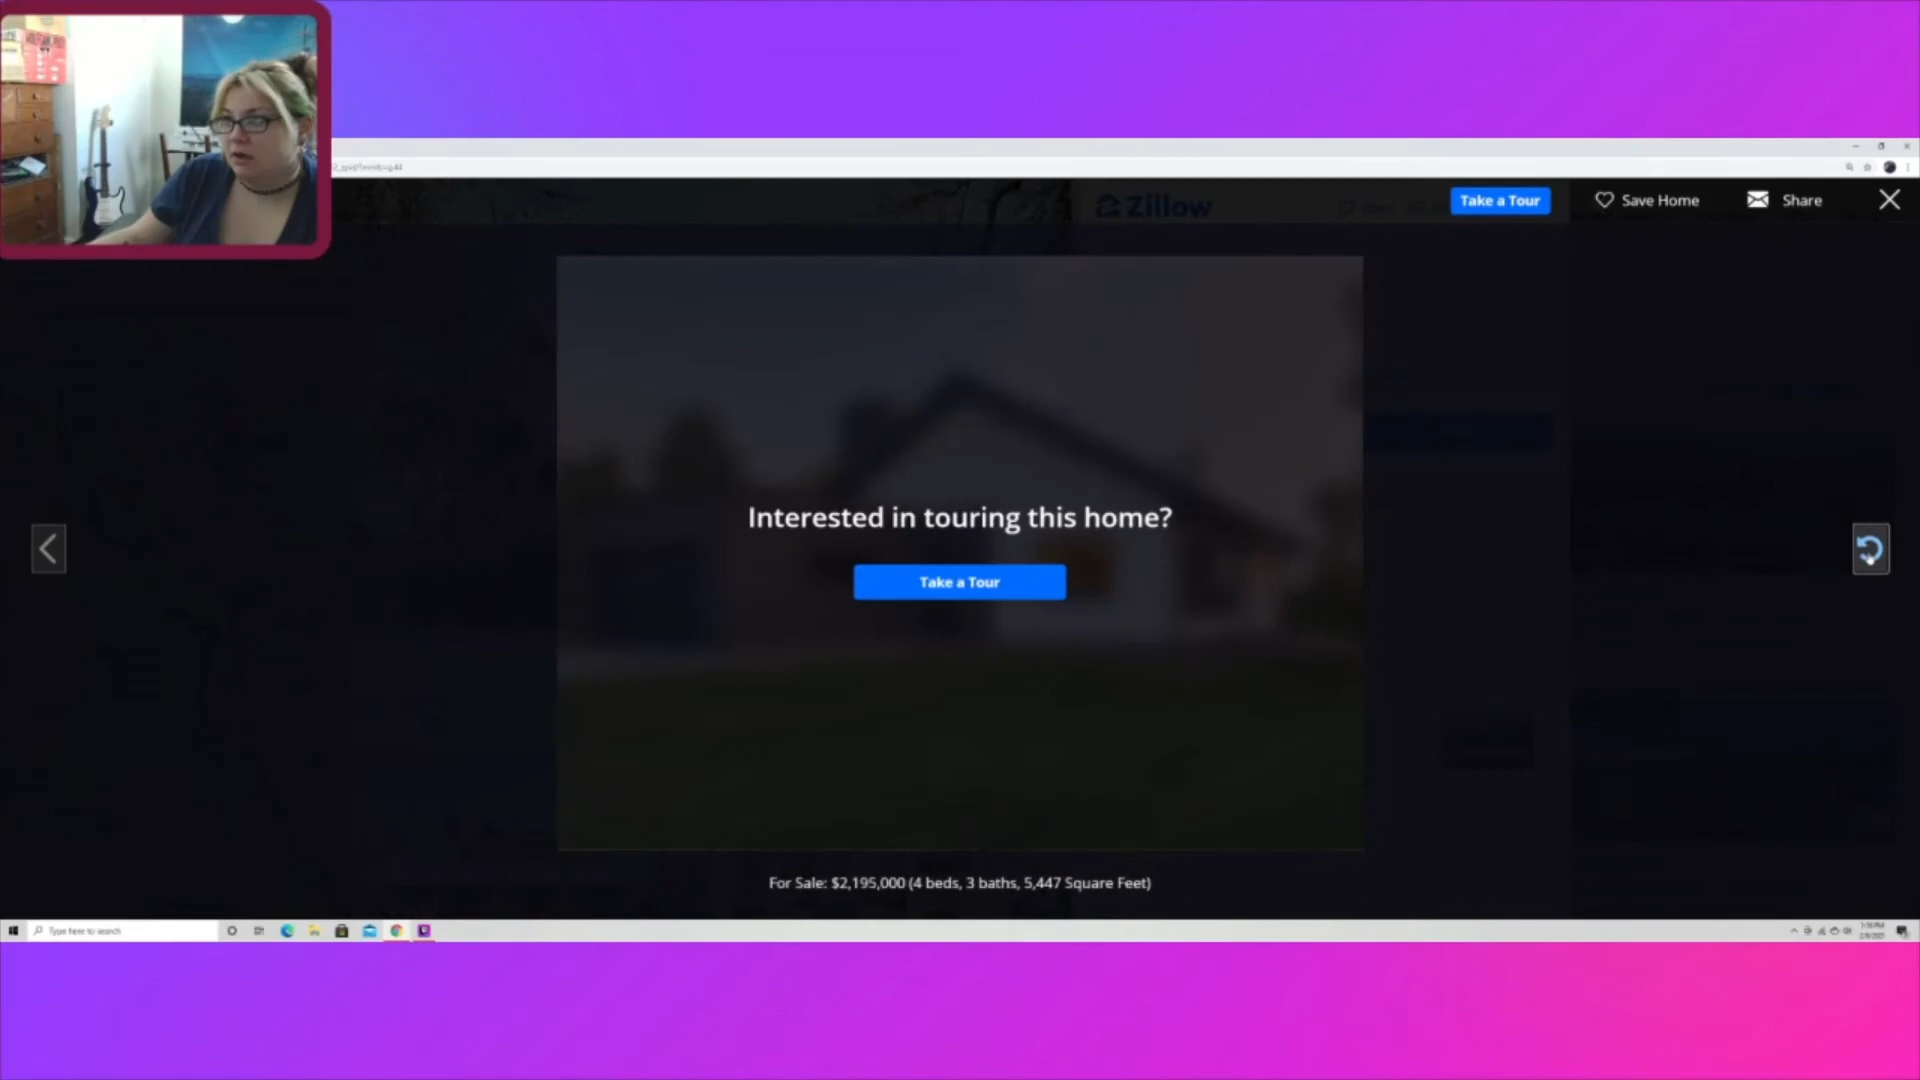 Zillow
Take a Tour
Save Home
Share
Interested in touring this home?
Take a Tour
For Sale: $2,195,000 (4 beds, 3 baths, 5,447 Square Feet)
Type here to search